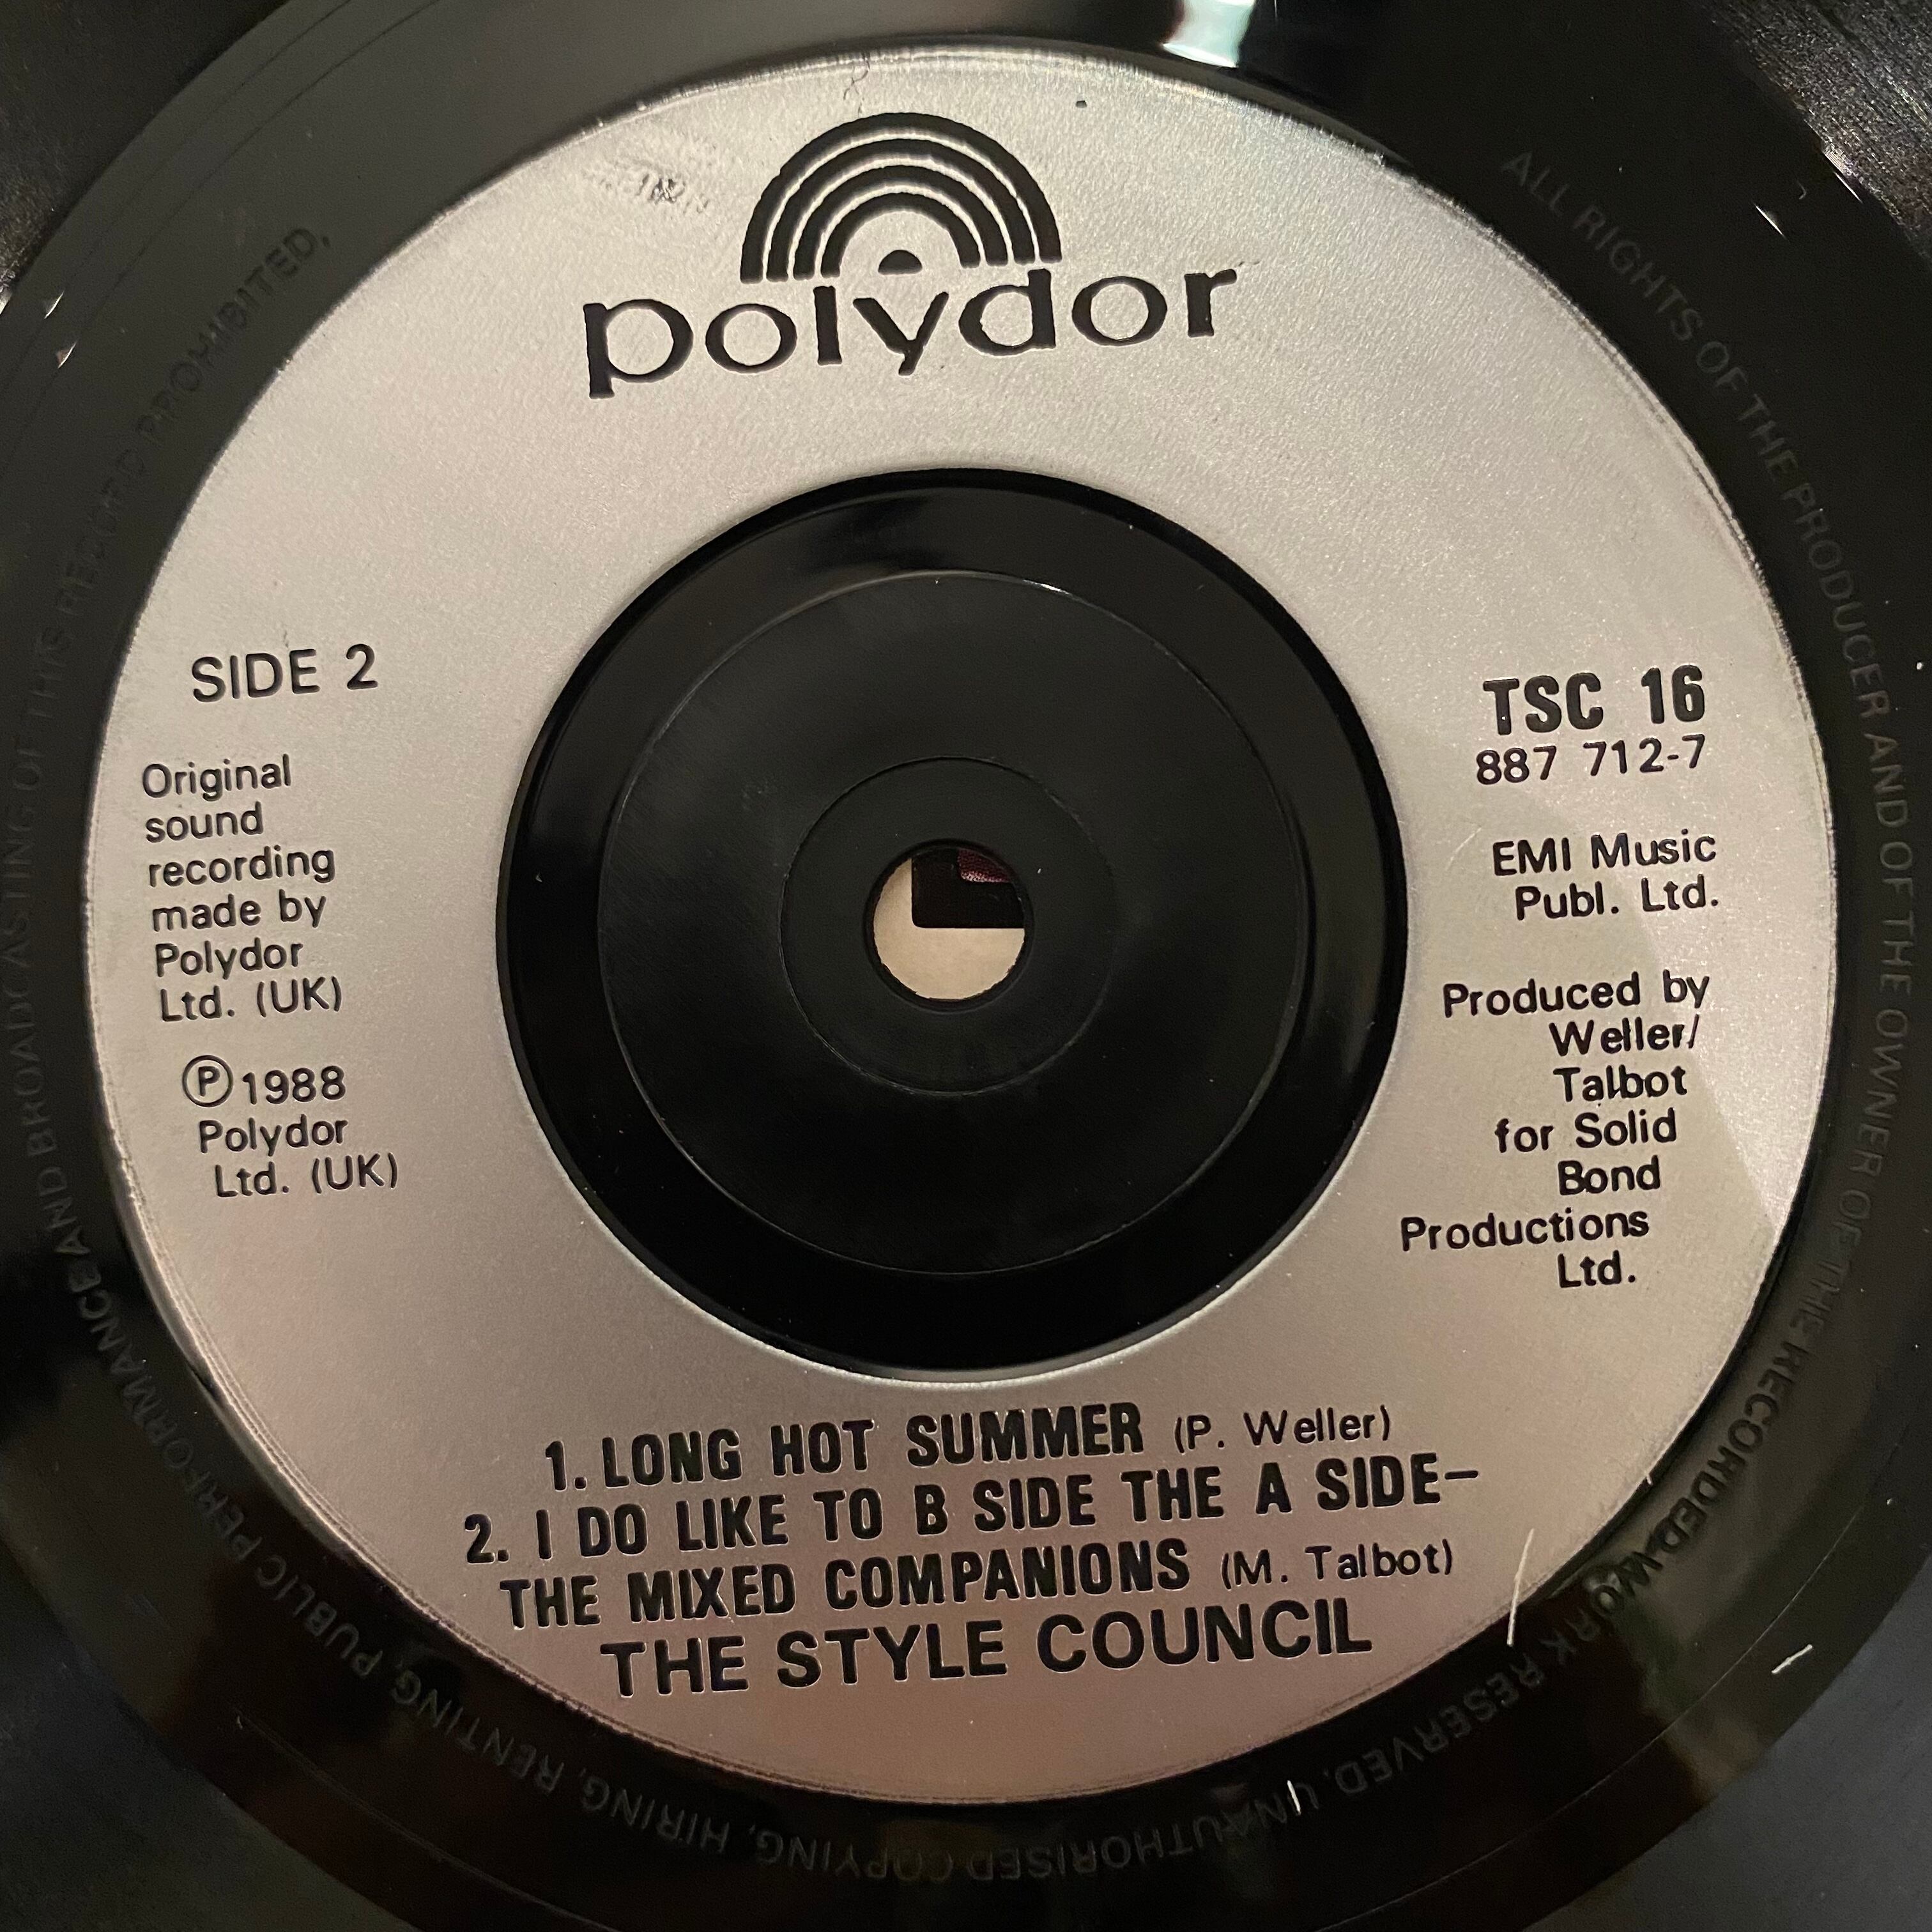 polydor
SIDE 2
Original
sound
recording
made by
Polydor
Ltd. (UK)
Ⓟ1988
Polydor
Ltd. (UK)
TSC 16
887 712-7
EMI Music
Publ. Ltd.
Produced by
Weller/
Talbot
for Solid
Bond
Productions
Ltd.
1. LONG HOT SUMMER (P. Weller)
2. I DO LIKE TO B SIDE THE A SIDE–
THE MIXED COMPANIONS (M. Talbot)
THE STYLE COUNCIL
ALL RIGHTS OF THE PRODUCER AND OF THE OWNER OF THE RECORDED WORK RESERVED. UNAUTHORISED COPYING, HIRING, RENTING, PUBLIC PERFORMANCE AND BROADCASTING OF THIS RECORD PROHIBITED.